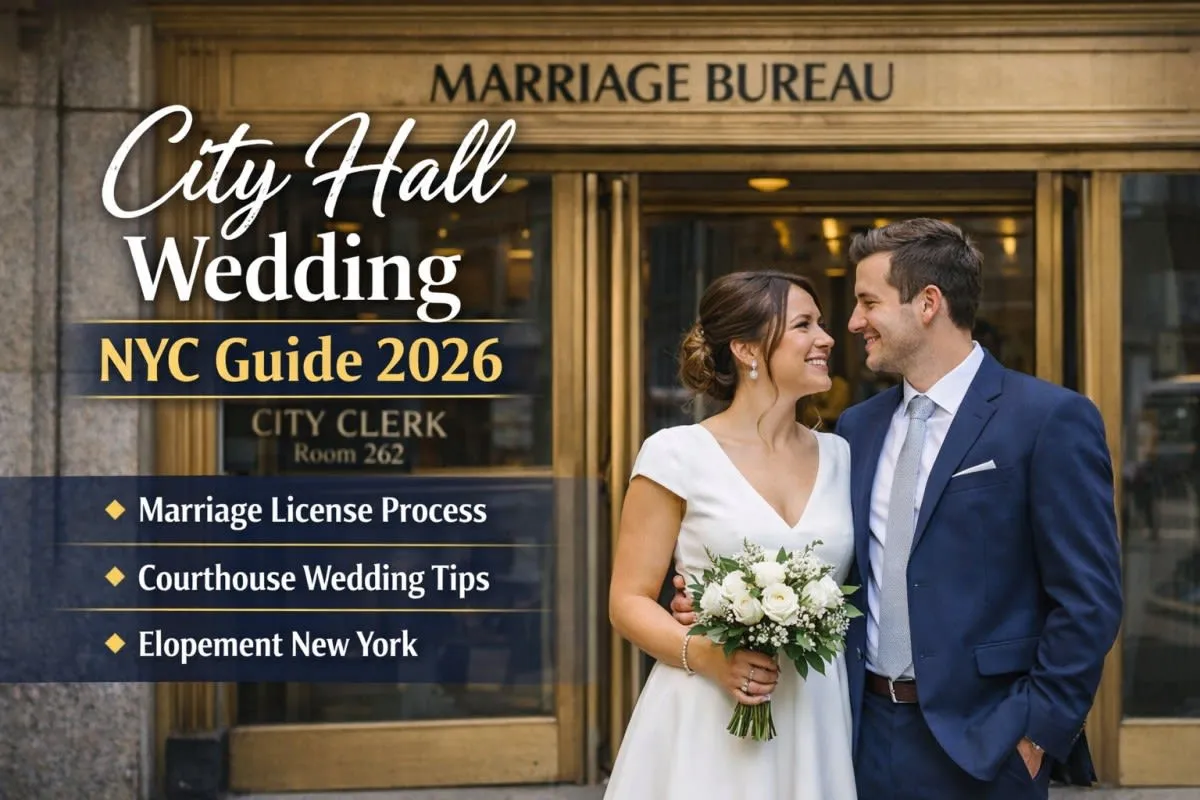 MARRIAGE BUREAU
City Hall
Wedding
NYC Guide 2026
CITY CLERK
Room 262
Marriage License Process
Courthouse Wedding Tips
Elopement New York